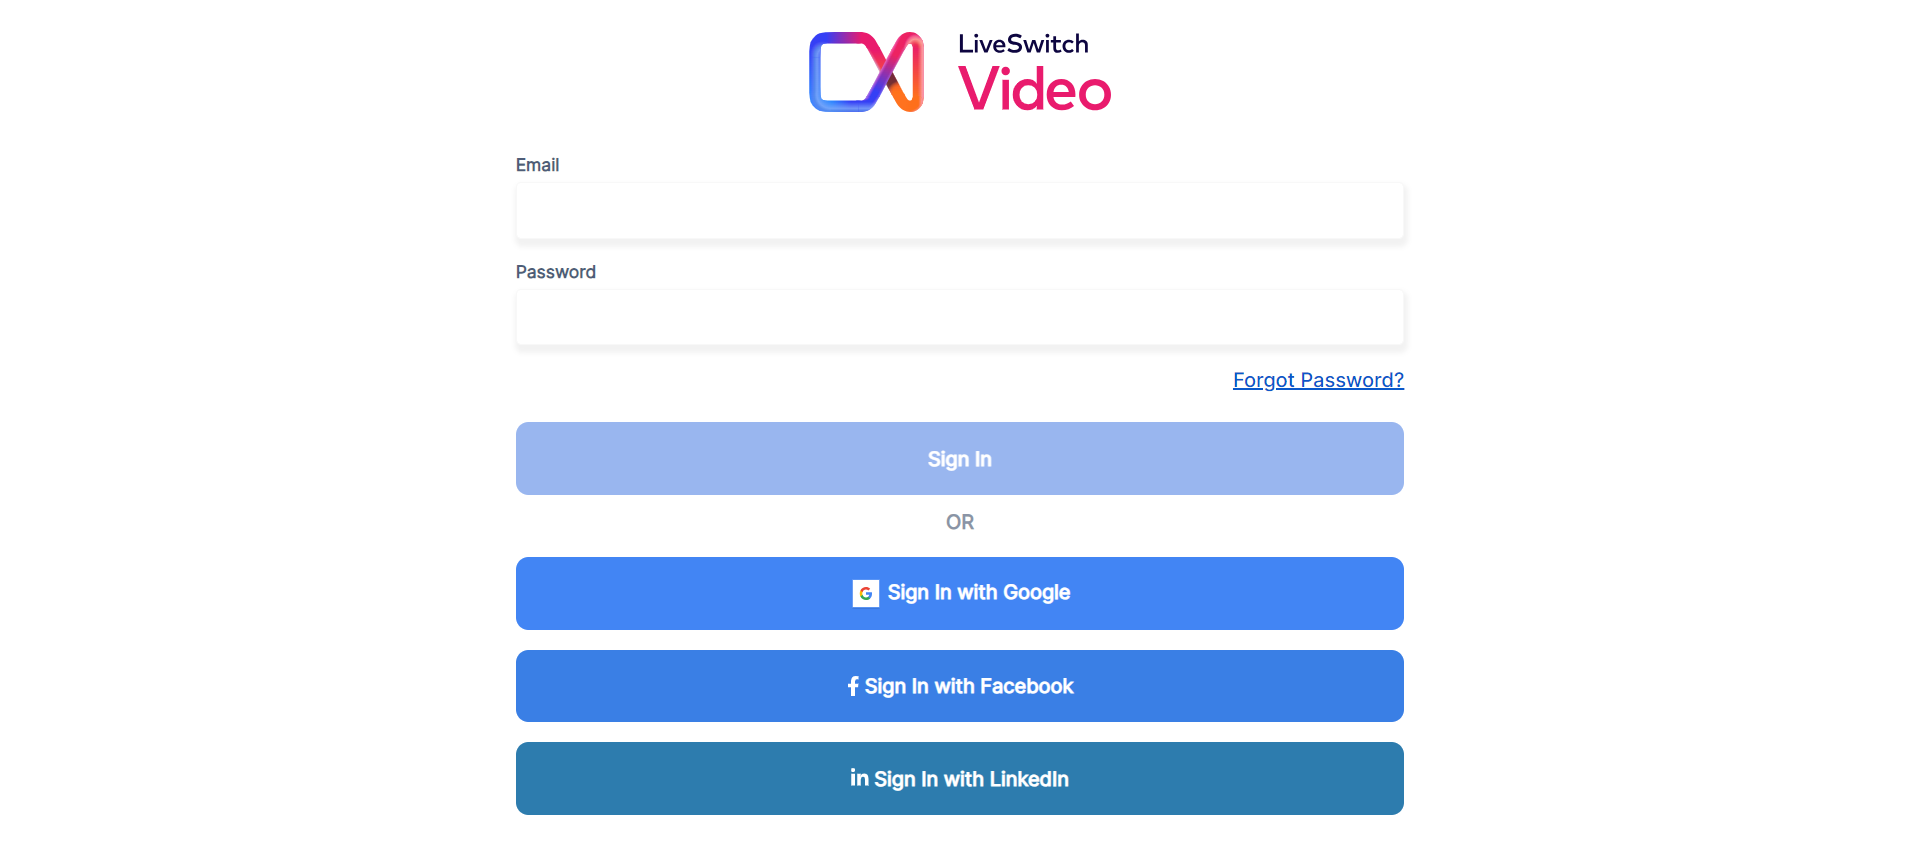 LiveSwitch
Video
Email
Password
Forgot Password?
Sign In
OR
Sign In with Google
Sign In with Facebook
Sign In with LinkedIn